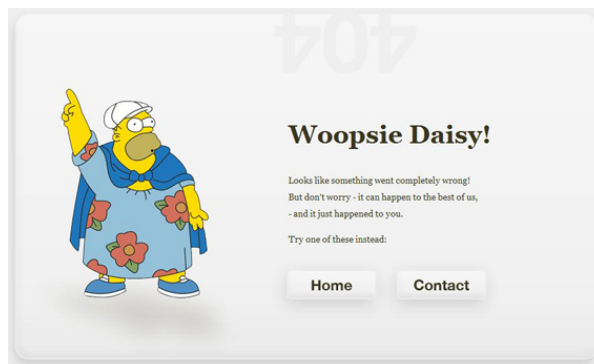 404
Woopsie Daisy!
Looks like something went completely wrong!
But don't worry - it can happen to the best of us,
- and it just happened to you.
Try one of these instead:
Home
Contact